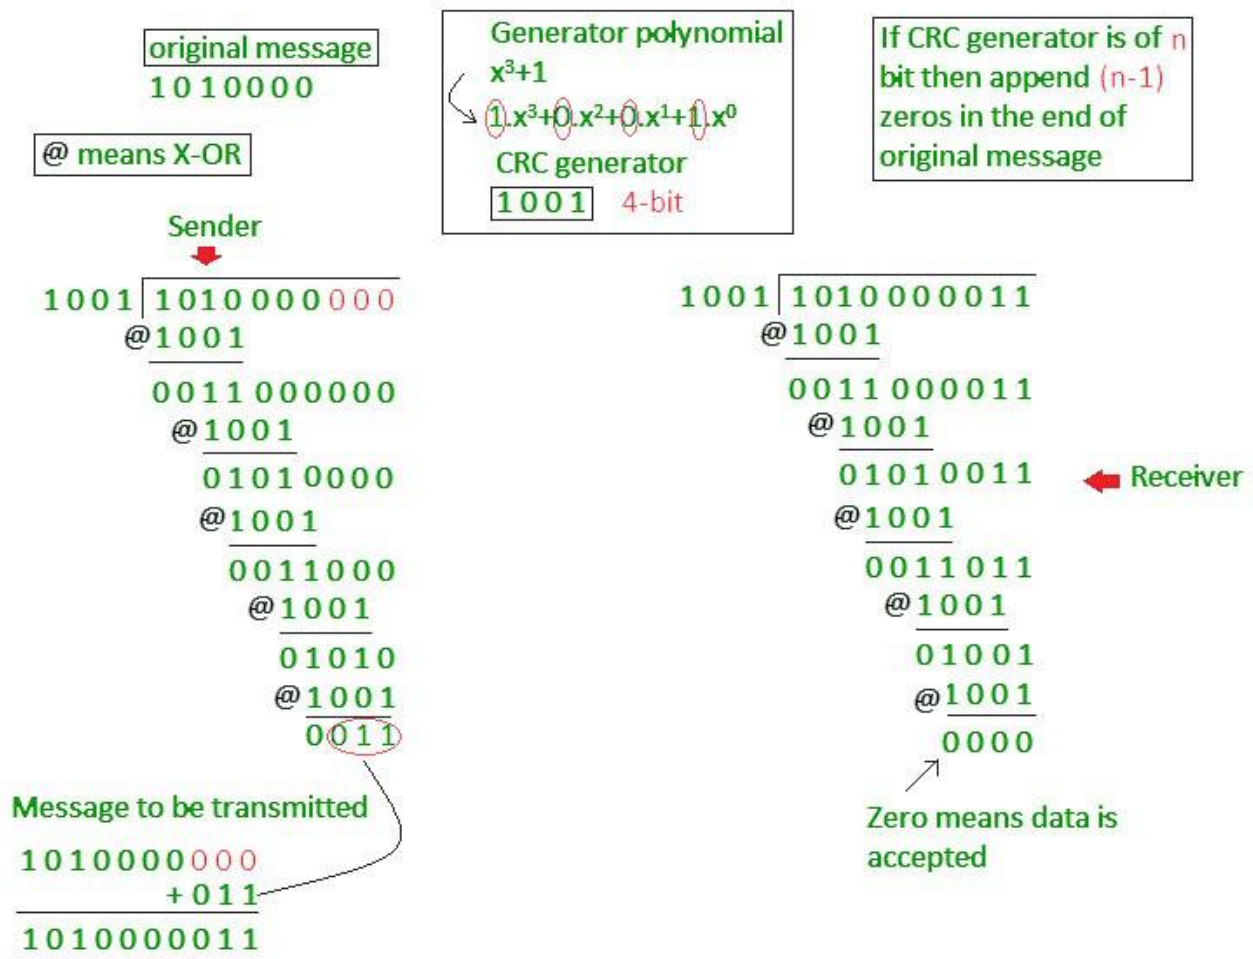 original message
1010000
@ means X-OR
Generator polynomial
x³+1
1.x³+0.x²+0.x¹+1.x⁰
CRC generator
1001 4-bit
If CRC generator is of n
bit then append (n-1)
zeros in the end of
original message
Sender
1001 1010000000
@1001
0011000000
@1001
01010000
@1001
0011000
@1001
01010
@1001
0011
Message to be transmitted
1010000000
+011
1010000011
1001 1010000011
@1001
0011000011
@1001
01010011
@1001
0011011
@1001
01001
@1001
0000
Receiver
Zero means data is
accepted